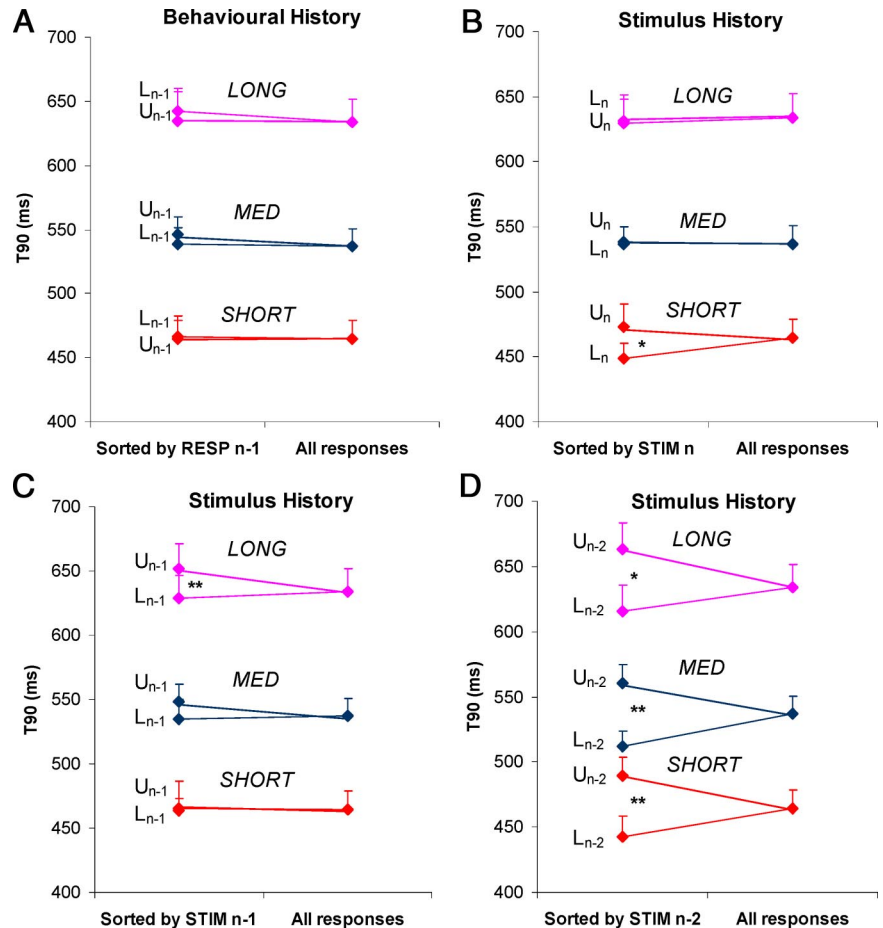 A
Behavioural History
700
650
600
550
500
450
400
T90 (ms)
Lₙ₋₁
Uₙ₋₁
LONG
Uₙ₋₁
Lₙ₋₁
MED
Lₙ₋₁
Uₙ₋₁
SHORT
Sorted by RESP n-1 All responses
B
Stimulus History
700
650
600
550
500
450
400
T90 (ms)
Lₙ
Uₙ
LONG
Uₙ
Lₙ
MED
Uₙ
Lₙ
SHORT
*
Sorted by STIM n All responses
C
Stimulus History
700
650
600
550
500
450
400
T90 (ms)
Uₙ₋₁
Lₙ₋₁
LONG
**
Uₙ₋₁
Lₙ₋₁
MED
Uₙ₋₁
Lₙ₋₁
SHORT
Sorted by STIM n-1 All responses
D
Stimulus History
700
650
600
550
500
450
400
T90 (ms)
Uₙ₋₂
Lₙ₋₂
LONG
*
Uₙ₋₂
Lₙ₋₂
MED
**
Uₙ₋₂
Lₙ₋₂
SHORT
**
Sorted by STIM n-2 All responses